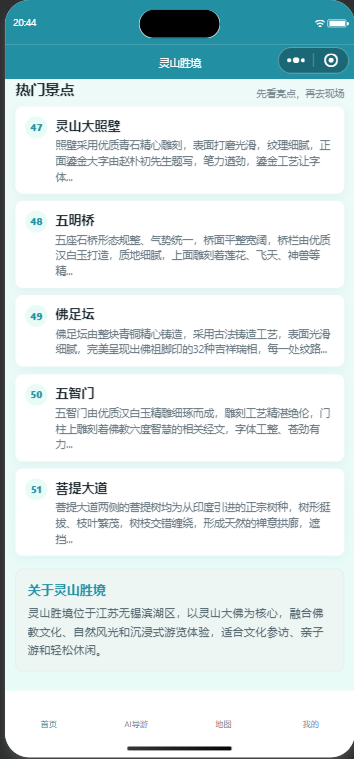 20:44
灵山胜境
热门景点
先看亮点，再去现场
47
灵山大照壁
照壁采用优质青石精心雕刻，表面打磨光滑，纹理细腻，正
面鎏金大字由赵朴初先生题写，笔力遒劲，鎏金工艺让字
体...
48
五明桥
五座石桥形态规整、气势统一，桥面平整宽阔，桥栏由优质
汉白玉打造，质地细腻，上面雕刻着莲花、飞天、神兽等
精...
49
佛足坛
佛足坛由整块青铜精心铸造，采用古法铸造工艺，表面光滑
细腻，完美呈现出佛祖脚印的32种吉祥瑞相，每一处纹路...
50
五智门
五智门由优质汉白玉精雕细琢而成，雕刻工艺精湛绝伦，门
柱上雕刻着佛教六度智慧的相关经文，字体工整、苍劲有
力...
51
菩提大道
菩提大道两侧的菩提树均为从印度引进的正宗树种，树形挺
拔、枝叶繁茂，树枝交错缠绕，形成天然的禅意拱廊，遮
挡...
关于灵山胜境
灵山胜境位于江苏无锡滨湖区，以灵山大佛为核心，融合佛
教文化、自然风光和沉浸式游览体验，适合文化参访、亲子
游和轻松休闲。
首页
AI导游
地图
我的